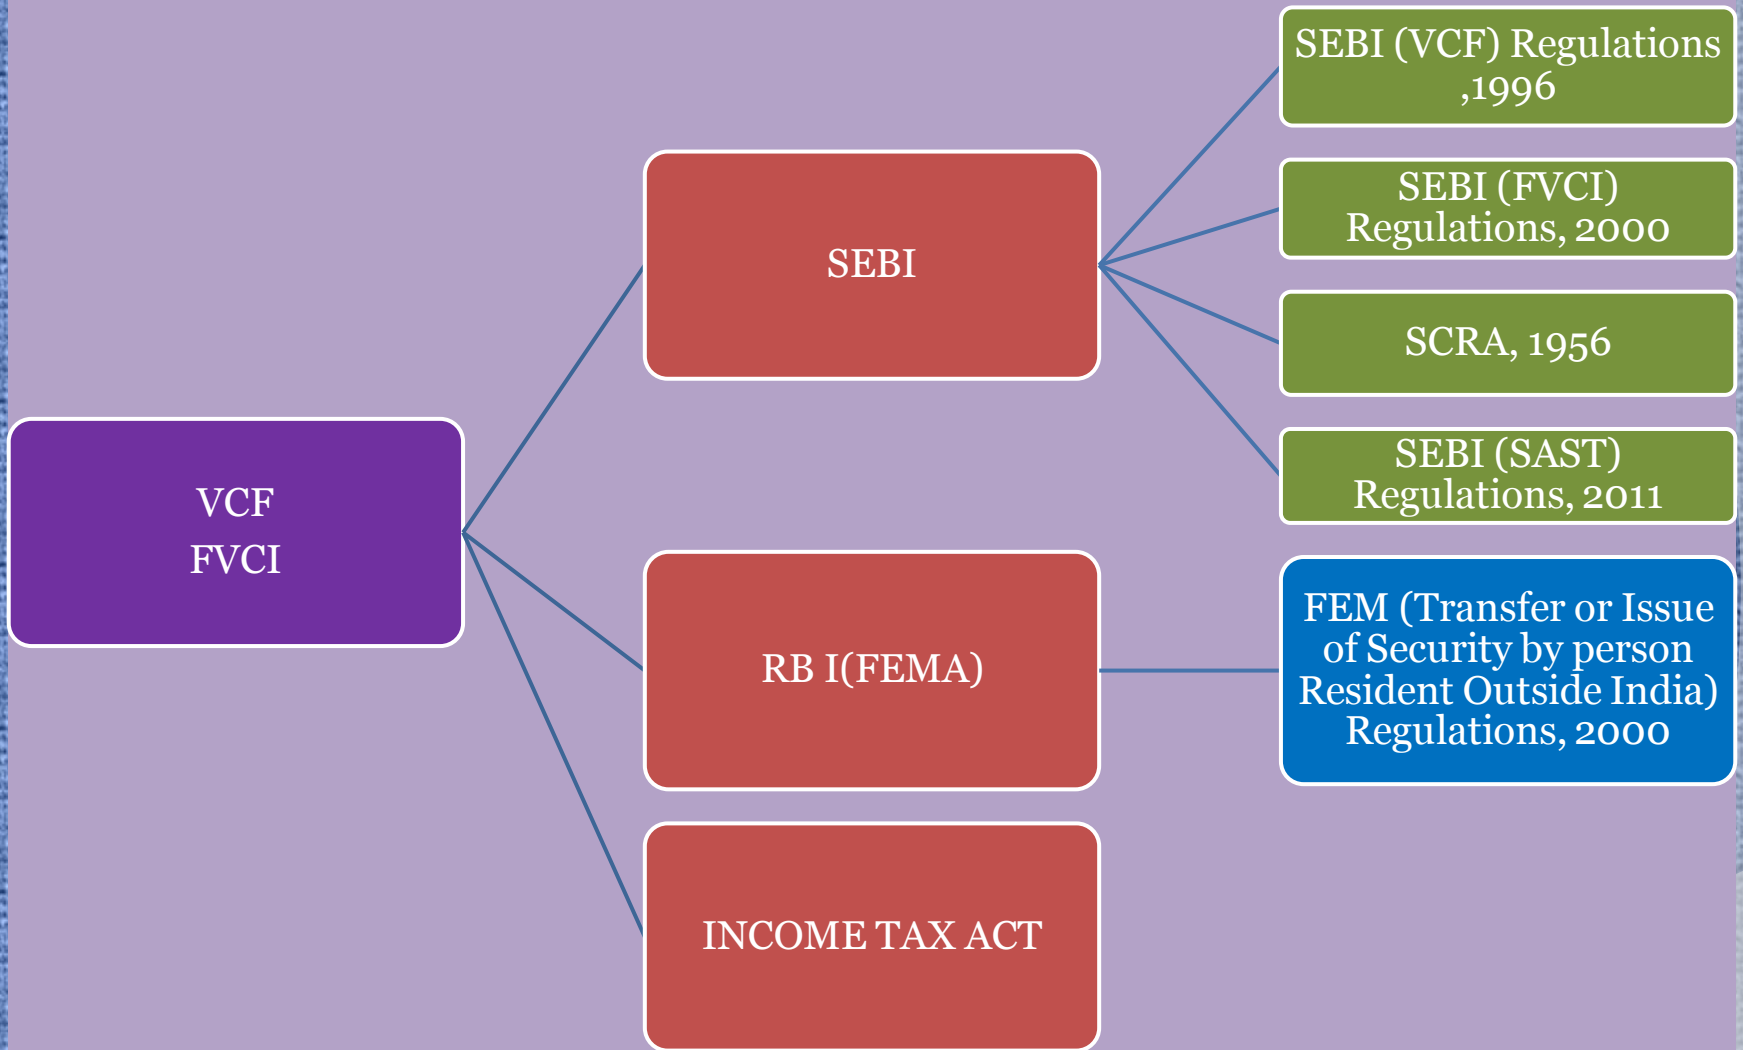 VCF
FVCI
SEBI
SEBI (VCF) Regulations
,1996
SEBI (FVCI)
Regulations, 2000
SCRA, 1956
SEBI (SAST)
Regulations, 2011
RB I(FEMA)
FEM (Transfer or Issue
of Security by person
Resident Outside India)
Regulations, 2000
INCOME TAX ACT